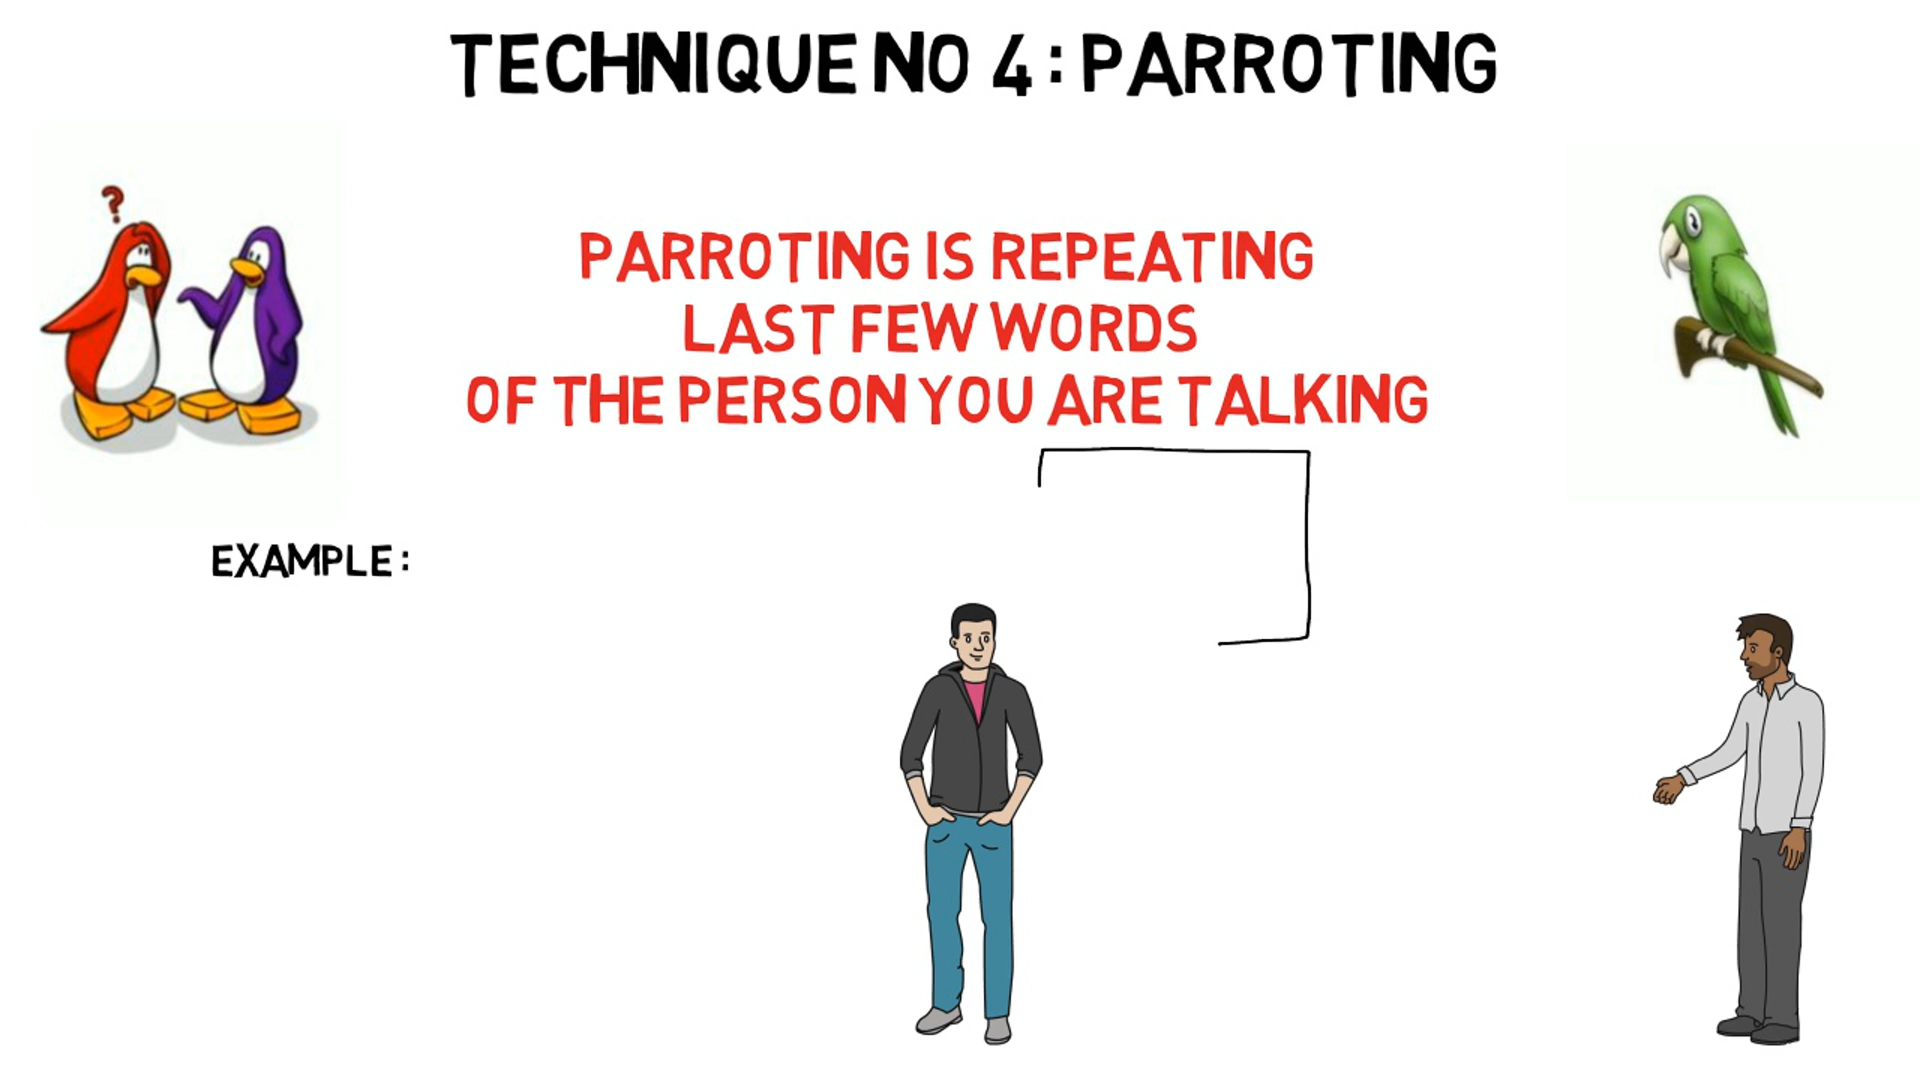 TECHNIQUE NO 4 : PARROTING
?
PARROTING IS REPEATING
LAST FEW WORDS
OF THE PERSON YOU ARE TALKING
EXAMPLE :